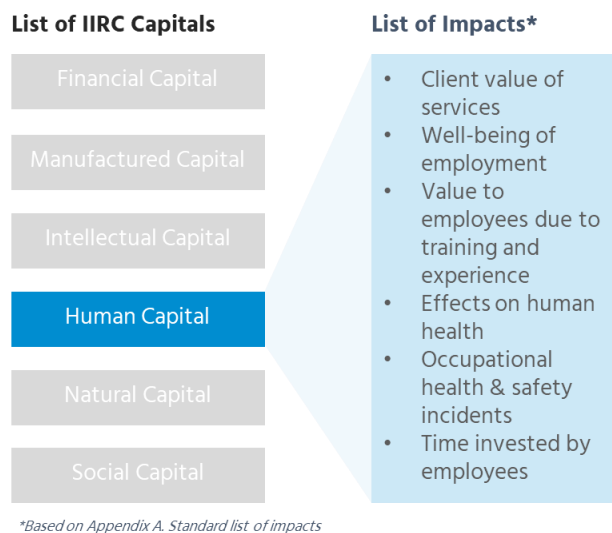 List of IIRC Capitals
Financial Capital
Manufactured Capital
Intellectual Capital
Human Capital
Natural Capital
Social Capital
List of Impacts*
• Client value of
services
• Well-being of
employment
• Value to
employees due to
training and
experience
• Effects on human
health
• Occupational
health & safety
incidents
• Time invested by
employees
*Based on Appendix A. Standard list of impacts